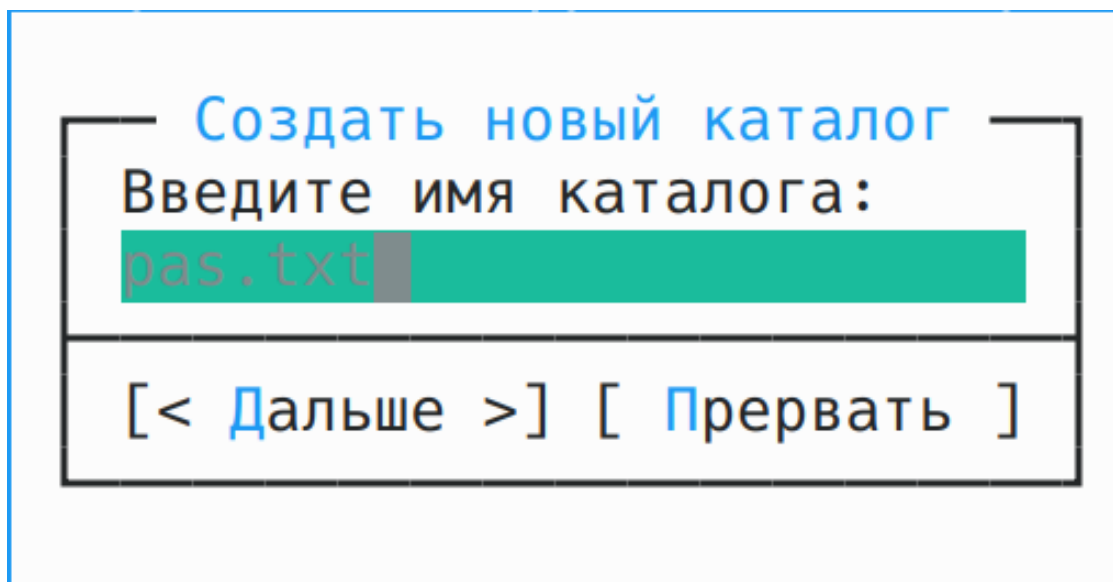 Создать новый каталог
Введите имя каталога:
pas.txt
[< Дальше >] [ Прервать ]